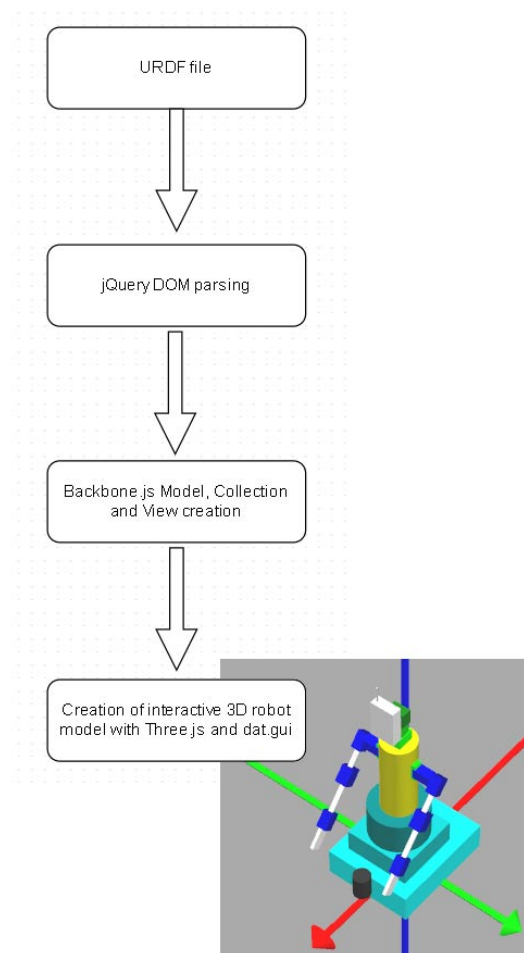 URDF file
jQuery DOM parsing
Backbone.js Model, Collection
and View creation
Creation of interactive 3D robot
model with Three.js and dat.gui